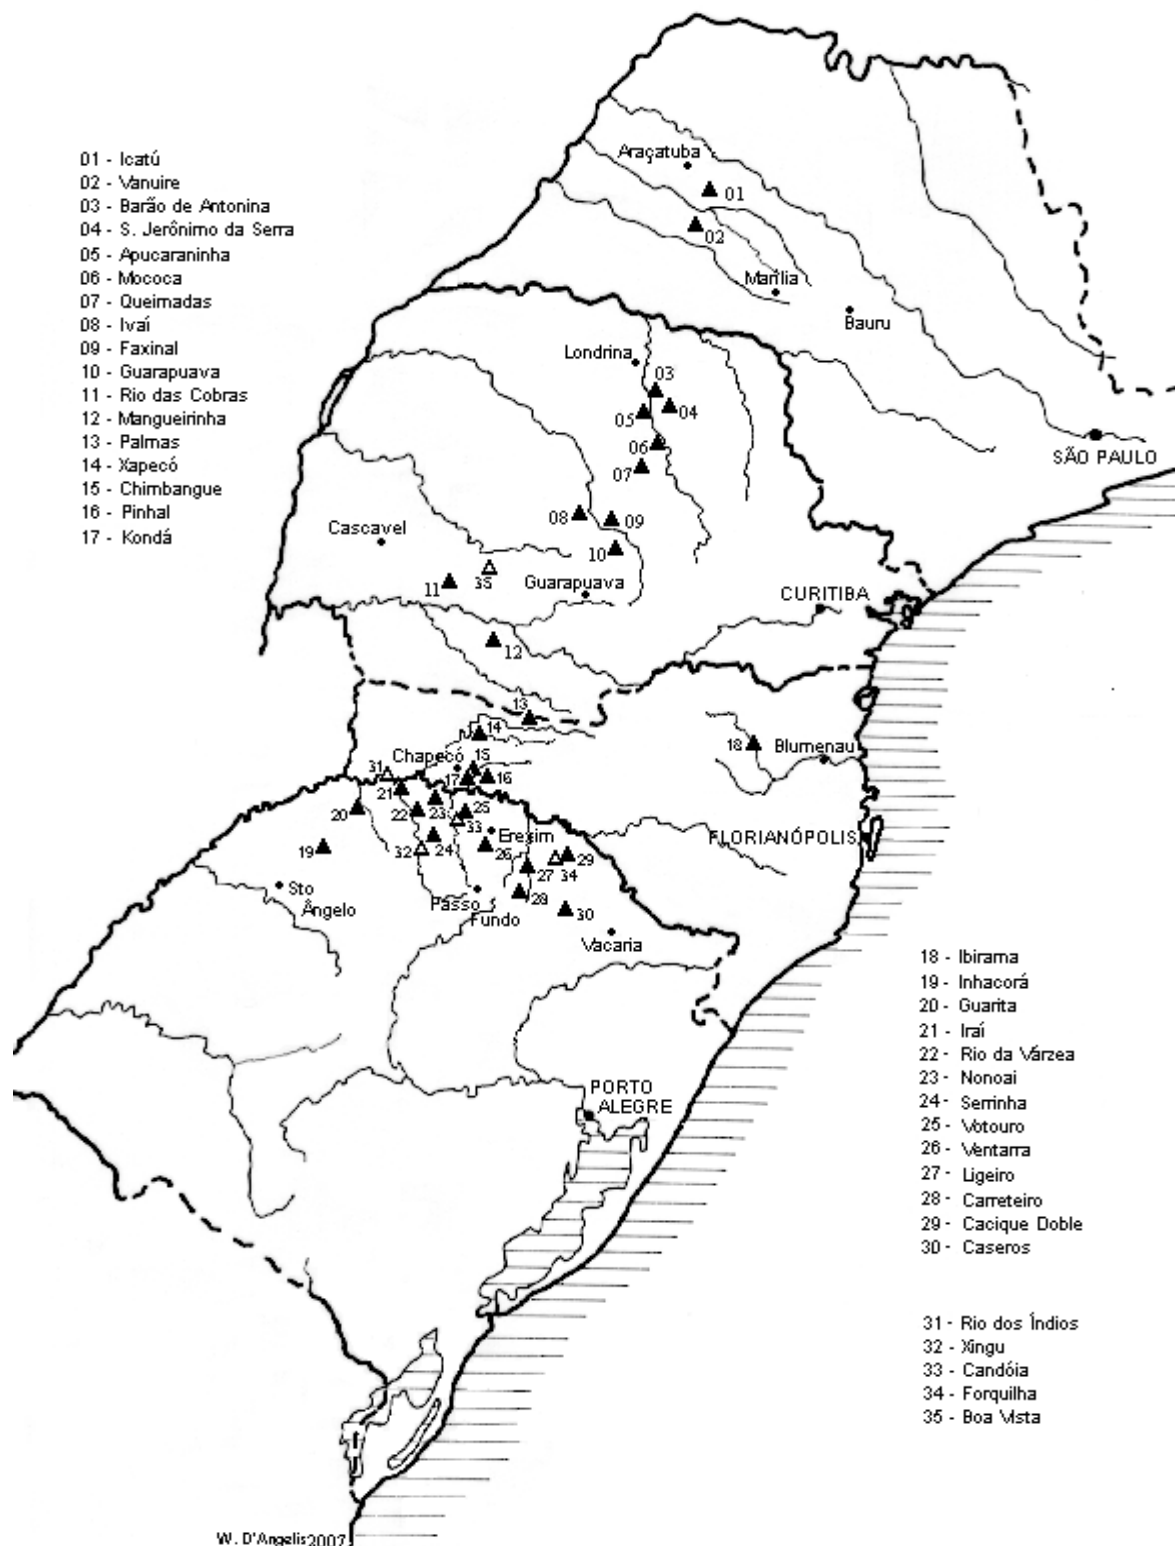 01 - Icatú
02 - Vanuire
03 - Barão de Antonina
04 - S. Jerônimo da Serra
05 - Apucaraninha
06 - Mococa
07 - Queimadas
08 - Ivaí
09 - Faxinal
10 - Guarapuava
11 - Rio das Cobras
12 - Mangueirinha
13 - Palmas
14 - Xapecó
15 - Chimbangue
16 - Pinhal
17 - Kondá
Araçatuba
01
02
Marília
Bauru
Londrina
03
04
05
06
07
SÃO PAULO
08
09
Cascavel
10
35
11
Guarapuava
CURITIBA
12
13
14
18
Blumenau
Chapecó
15
31
17
16
21
20
22
23
25
33
Erexim
FLORIANÓPOLIS
19
32
24
26
29
27
34
Sto
Ângelo
Passo
Fundo
28
30
Vacaria
18 - Ibirama
19 - Inhacorá
20 - Guarita
21 - Iraí
22 - Rio da Várzea
23 - Nonoai
24 - Serrinha
25 - Votouro
26 - Ventarra
27 - Ligeiro
28 - Carreteiro
29 - Cacique Doble
30 - Caseros
PORTO
ALEGRE
31 - Rio dos Índios
32 - Xingu
33 - Candóia
34 - Forquilha
35 - Boa Vista
W. D'Angelis2007